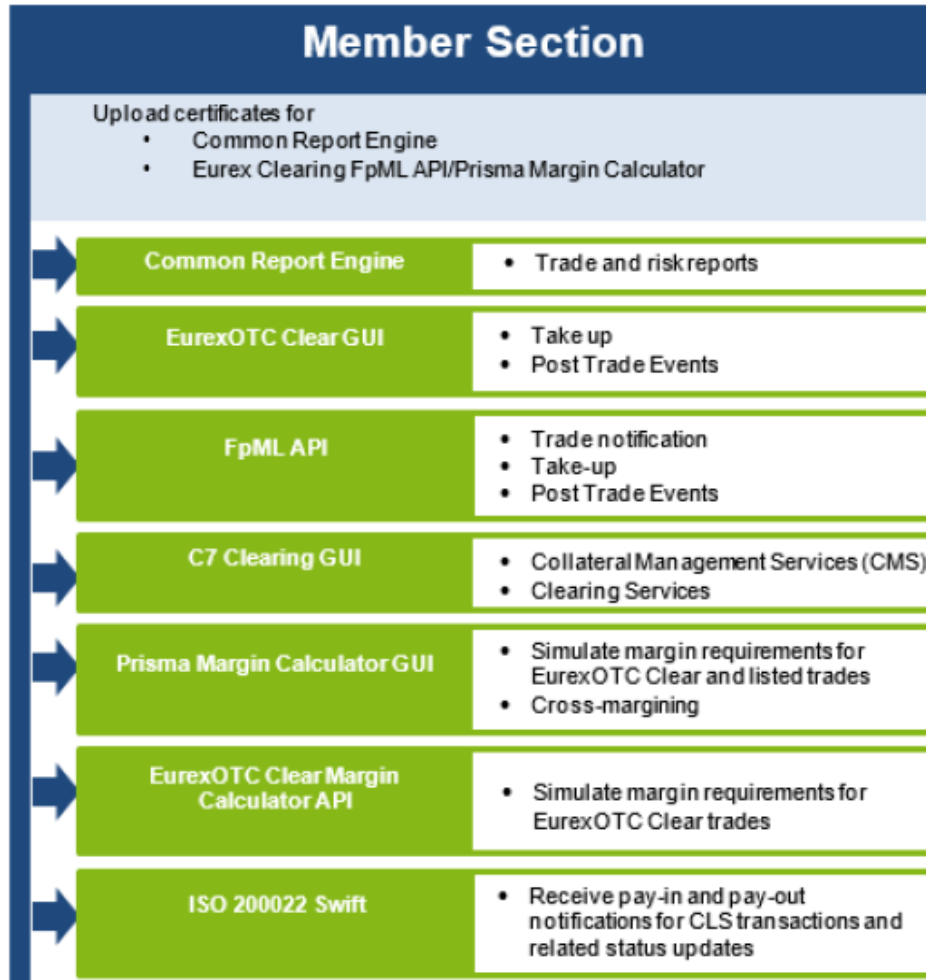 Member Section
Upload certificates for
• Common Report Engine
• Eurex Clearing FpML API/Prisma Margin Calculator
Common Report Engine
• Trade and risk reports
EurexOTC Clear GUI
• Take up
• Post Trade Events
FpML API
• Trade notification
• Take-up
• Post Trade Events
C7 Clearing GUI
• Collateral Management Services (CMS)
• Clearing Services
Prisma Margin Calculator GUI
• Simulate margin requirements for
EurexOTC Clear and listed trades
• Cross-margining
EurexOTC Clear Margin
Calculator API
• Simulate margin requirements for
EurexOTC Clear trades
ISO 200022 Swift
• Receive pay-in and pay-out
notifications for CLS transactions and
related status updates